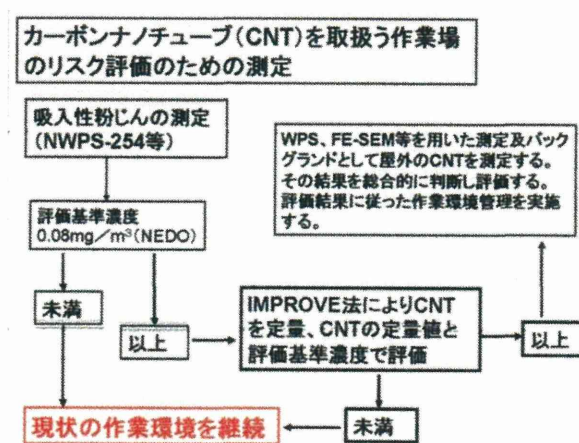 カーボンナノチューブ(CNT)を取扱う作業場
のリスク評価のための測定
吸入性粉じんの測定
(NWPS-254等)
評価基準濃度
0.08mg/m³(NEDO)
未満
以上
IMPROVE法によりCNT
を定量、CNTの定量値と
評価基準濃度で評価
以上
WPS、FE-SEM等を用いた測定及バック
グランドとして屋外のCNTを測定する。
その結果を総合的に判断し評価する。
評価結果に従った作業環境管理を実施
する。
未満
現状の作業環境を継続